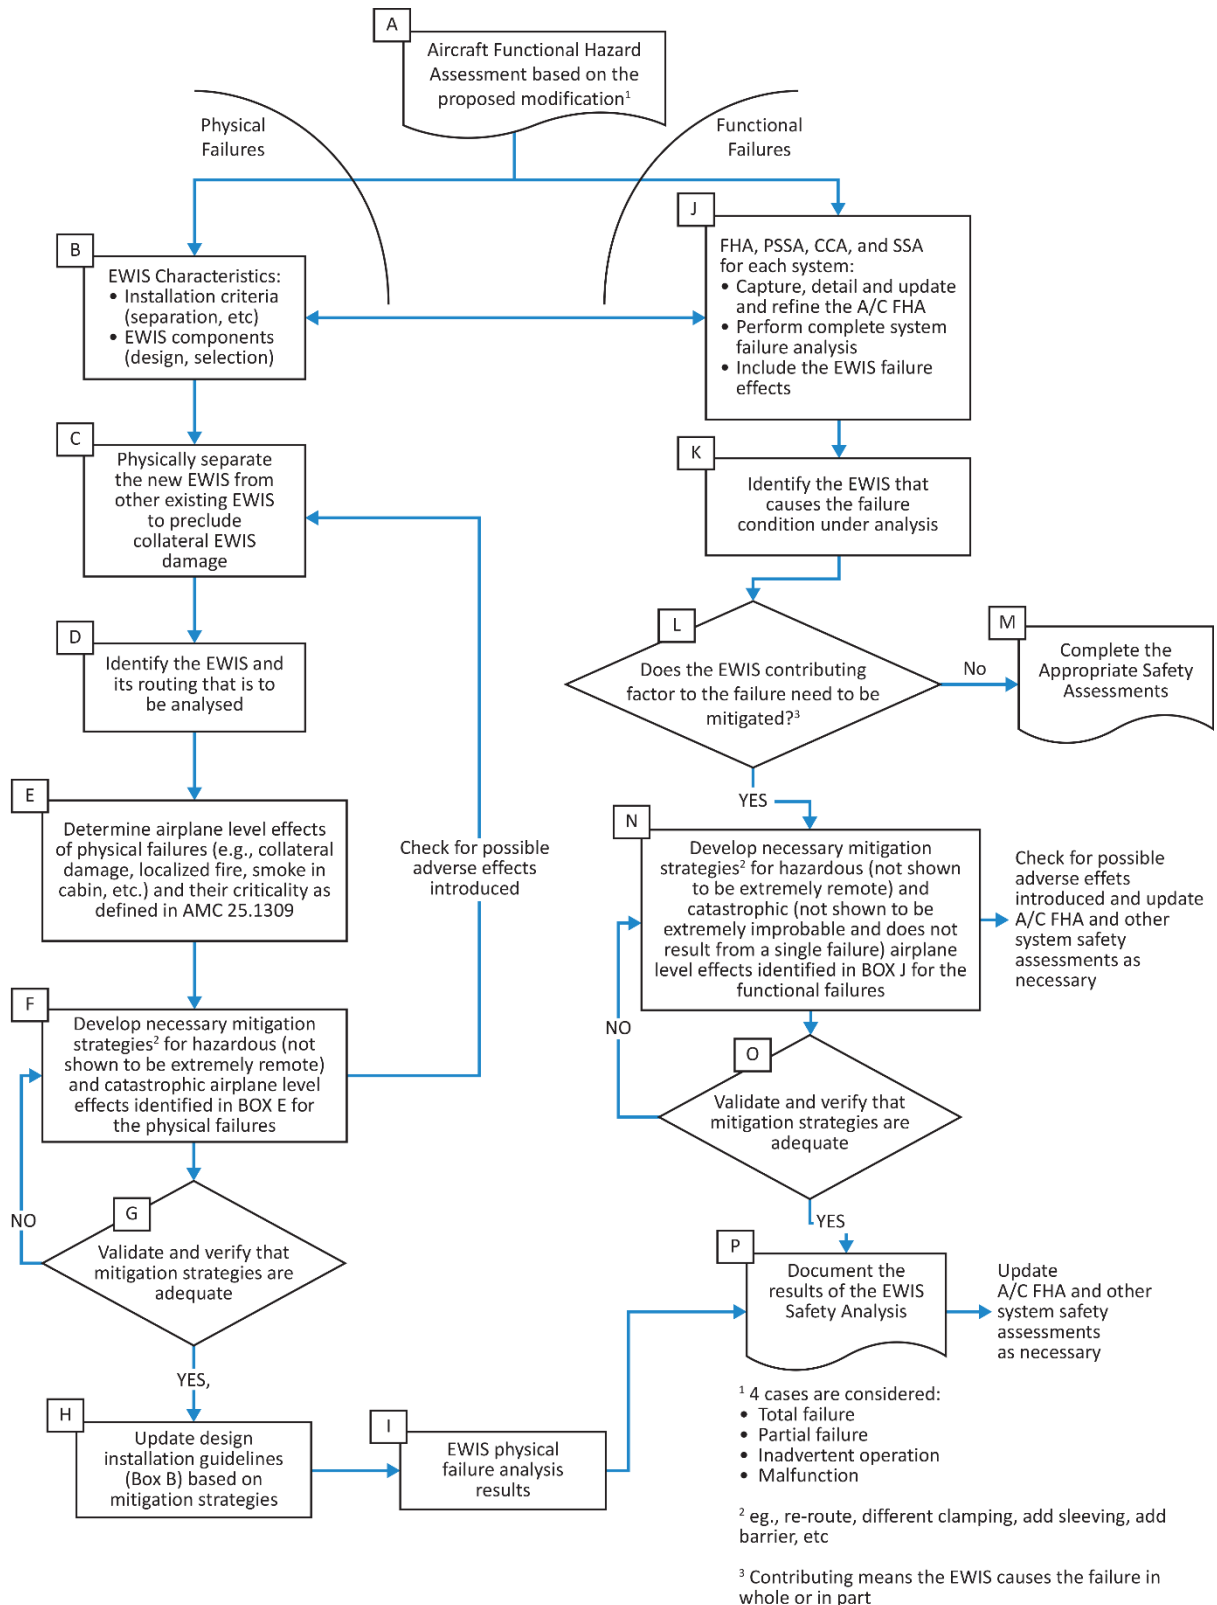 A
Aircraft Functional Hazard
Assessment based on the
proposed modification¹
Physical
Failures
Functional
Failures
B
EWIS Characteristics:
• Installation criteria
(separation, etc)
• EWIS components
(design, selection)
J
FHA, PSSA, CCA, and SSA
for each system:
• Capture, detail and update
and refine the A/C FHA
• Perform complete system
failure analysis
• Include the EWIS failure
effects
C
Physically separate
the new EWIS from
other existing EWIS
to preclude
collateral EWIS
damage
K
Identify the EWIS that
causes the failure
condition under analysis
D
Identify the EWIS and
its routing that is to
be analysed
L
Does the EWIS contributing
factor to the failure need to be
mitigated?³
No
M
Complete the
Appropriate Safety
Assessments
YES
E
Determine airplane level effects
of physical failures (e.g., collateral
damage, localized fire, smoke in
cabin, etc.) and their criticality as
defined in AMC 25.1309
Check for possible
adverse effects
introduced
N
Develop necessary mitigation
strategies² for hazardous (not shown
to be extremely remote) and
catastrophic (not shown to be
extremely improbable and does not
result from a single failure) airplane
level effects identified in BOX J for the
functional failures
Check for possible
adverse effets
introduced and update
A/C FHA and other
system safety
assessments as
necessary
F
Develop necessary mitigation
strategies² for hazardous (not
shown to be extremely remote)
and catastrophic airplane level
effects identified in BOX E for
the physical failures
NO
O
Validate and verify that
mitigation strategies are
adequate
NO
G
Validate and verify that
mitigation strategies are
adequate
YES
P
Document the
results of the EWIS
Safety Analysis
Update
A/C FHA and other
system safety
assessments
as necessary
YES,
H
Update design
installation guidelines
(Box B) based on
mitigation strategies
I
EWIS physical
failure analysis
results
¹ 4 cases are considered:
• Total failure
• Partial failure
• Inadvertent operation
• Malfunction
² eg., re-route, different clamping, add sleeving, add
barrier, etc
³ Contributing means the EWIS causes the failure in
whole or in part